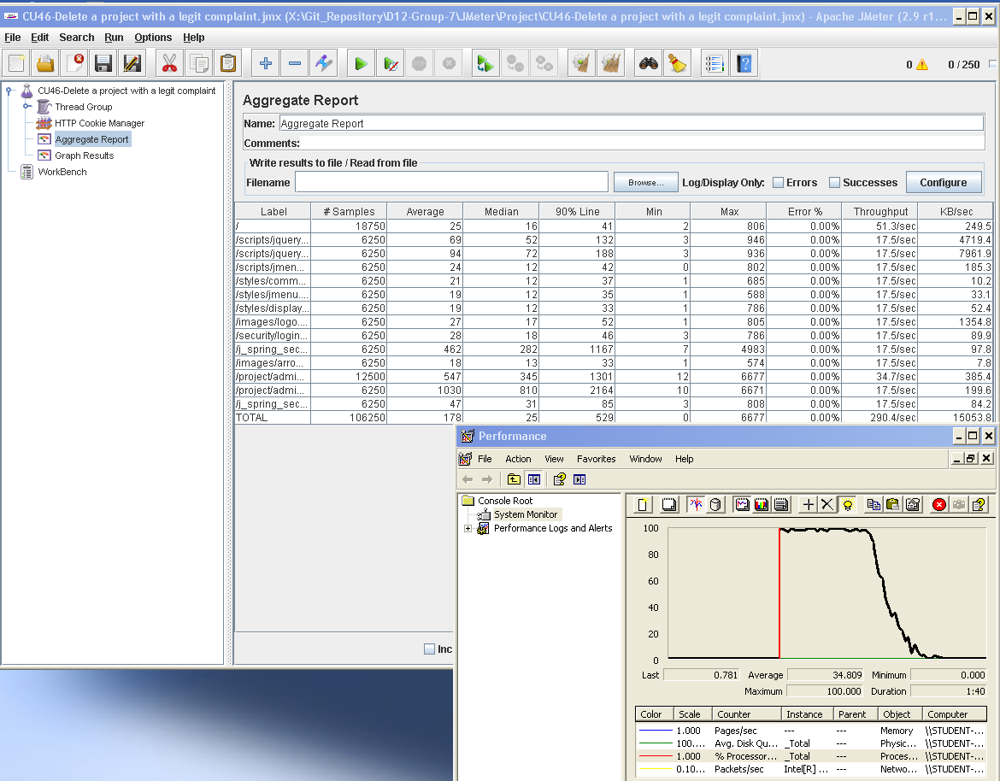 CU46-Delete a project with a legit complaint.jmx (X:\Git_Repository\D12-Group-7\JMeter\Project\CU46-Delete a project with a legit complaint.jmx) - Apache JMeter (2.9 r1...
File Edit Search Run Options Help
0 0 / 250
CU46-Delete a project with a legit complaint
Thread Group
HTTP Cookie Manager
Aggregate Report
Graph Results
WorkBench
Aggregate Report
Name: Aggregate Report
Comments:
Write results to file / Read from file
Filename Browse... Log/Display Only: Errors Successes Configure
Label # Samples Average Median 90% Line Min Max Error % Throughput KB/sec
/ 18750 25 16 41 2 806 0.00% 51.3/sec 249.5
/scripts/jquery... 6250 69 52 132 3 946 0.00% 17.5/sec 4719.4
/scripts/jquery... 6250 94 72 188 3 936 0.00% 17.5/sec 7961.9
/scripts/jmen... 6250 24 12 42 0 802 0.00% 17.5/sec 185.3
/styles/comm... 6250 21 12 37 1 685 0.00% 17.5/sec 10.2
/styles/jmenu.... 6250 19 12 35 1 588 0.00% 17.5/sec 33.1
/styles/display... 6250 19 12 33 1 786 0.00% 17.5/sec 52.4
/images/logo.... 6250 27 17 52 1 805 0.00% 17.5/sec 1354.8
/security/login... 6250 28 18 46 3 786 0.00% 17.5/sec 89.9
/j_spring_sec... 6250 462 282 1167 7 4983 0.00% 17.5/sec 97.8
/images/arro... 6250 18 13 33 1 574 0.00% 17.5/sec 7.8
/project/admi... 12500 547 345 1301 12 6677 0.00% 34.7/sec 385.4
/project/admi... 6250 1030 810 2164 10 6671 0.00% 17.5/sec 199.6
/j_spring_sec... 6250 47 31 85 3 808 0.00% 17.5/sec 84.2
TOTAL 106250 178 25 529 0 6677 0.00% 290.4/sec 15053.8
Inc
Performance
File Action View Favorites Window Help
Console Root
System Monitor
Performance Logs and Alerts
100
80
60
40
20
0
Last 0.781 Average 34.809 Minimum 0.000
Maximum 100.000 Duration 1:40
Color Scale Counter Instance Parent Object Computer
1.000 Pages/sec --- --- Memory \\STUDENT-...
100.... Avg. Disk Qu... _Total --- Physic... \\STUDENT-...
1.000 % Processor... _Total --- Proces... \\STUDENT-...
0.10... Packets/sec Intel[R] ... --- Netwo... \\STUDENT-...